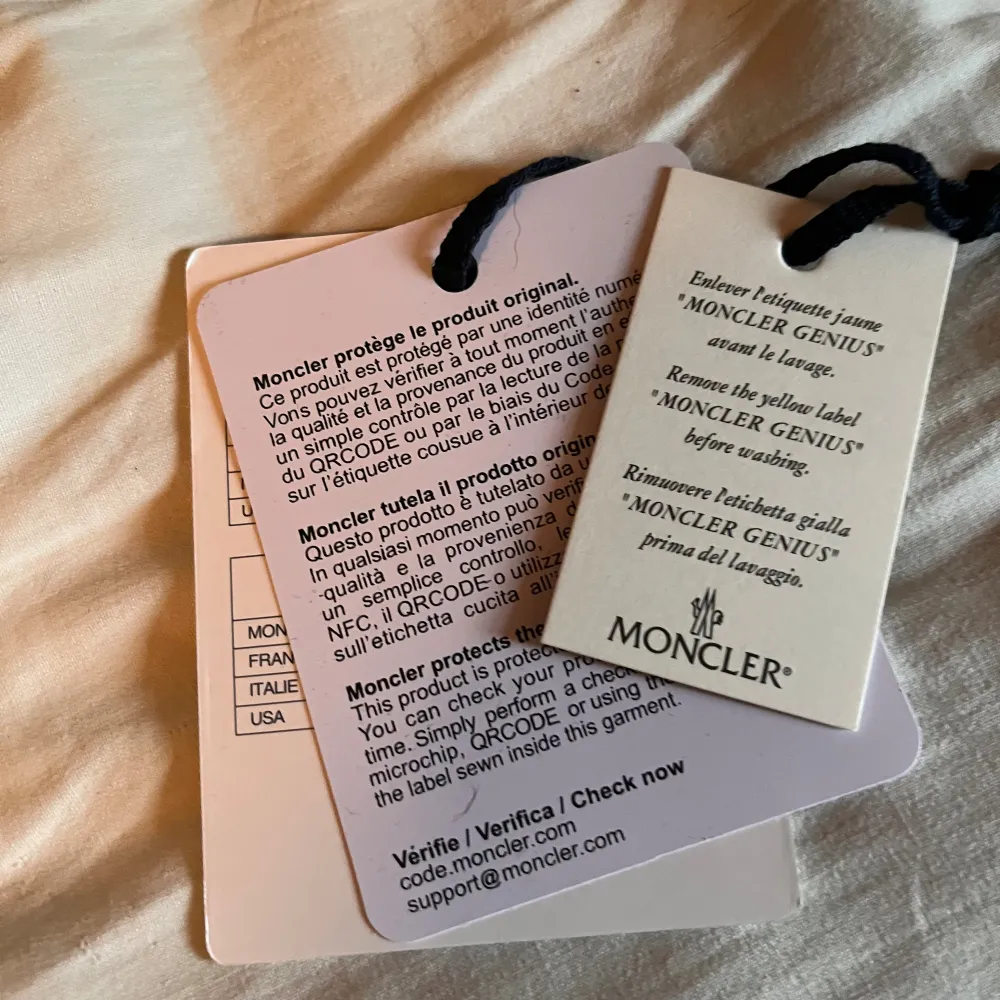 Moncler protège le produit original.
Ce produit est protégé par une identité numé
Vons pouvez vérifier à tout moment l'authe
la qualité et la provenance du produit en e
un simple contrôle par la lecture de la p
du QRCODE ou par le biais du Code
sur l'étiquette cousue à l'intérieur de
Moncler tutela il prodotto origin
Questo prodotto è tutelato da u
In qualsiasi momento può verifi
-qualità e la provenienza d
un semplice controllo, le
NFC, il QRCODE o utilizz
sull'etichetta cucita all'i
Moncler protects the
This product is protec
You can check your pro
time. Simply perform a chec
microchip, QRCODE or using th
the label sewn inside this garment.
Vérifie / Verifica / Check now
code.moncler.com
support@moncler.com
Enlever l'etiquette jaune
"MONCLER GENIUS"
avant le lavage.
Remove the yellow label
"MONCLER GENIUS"
before washing.
Rimuovere l'etichetta gialla
"MONCLER GENIUS"
prima del lavaggio.
MONCLER®
U
MON
FRAN
ITALIE
USA